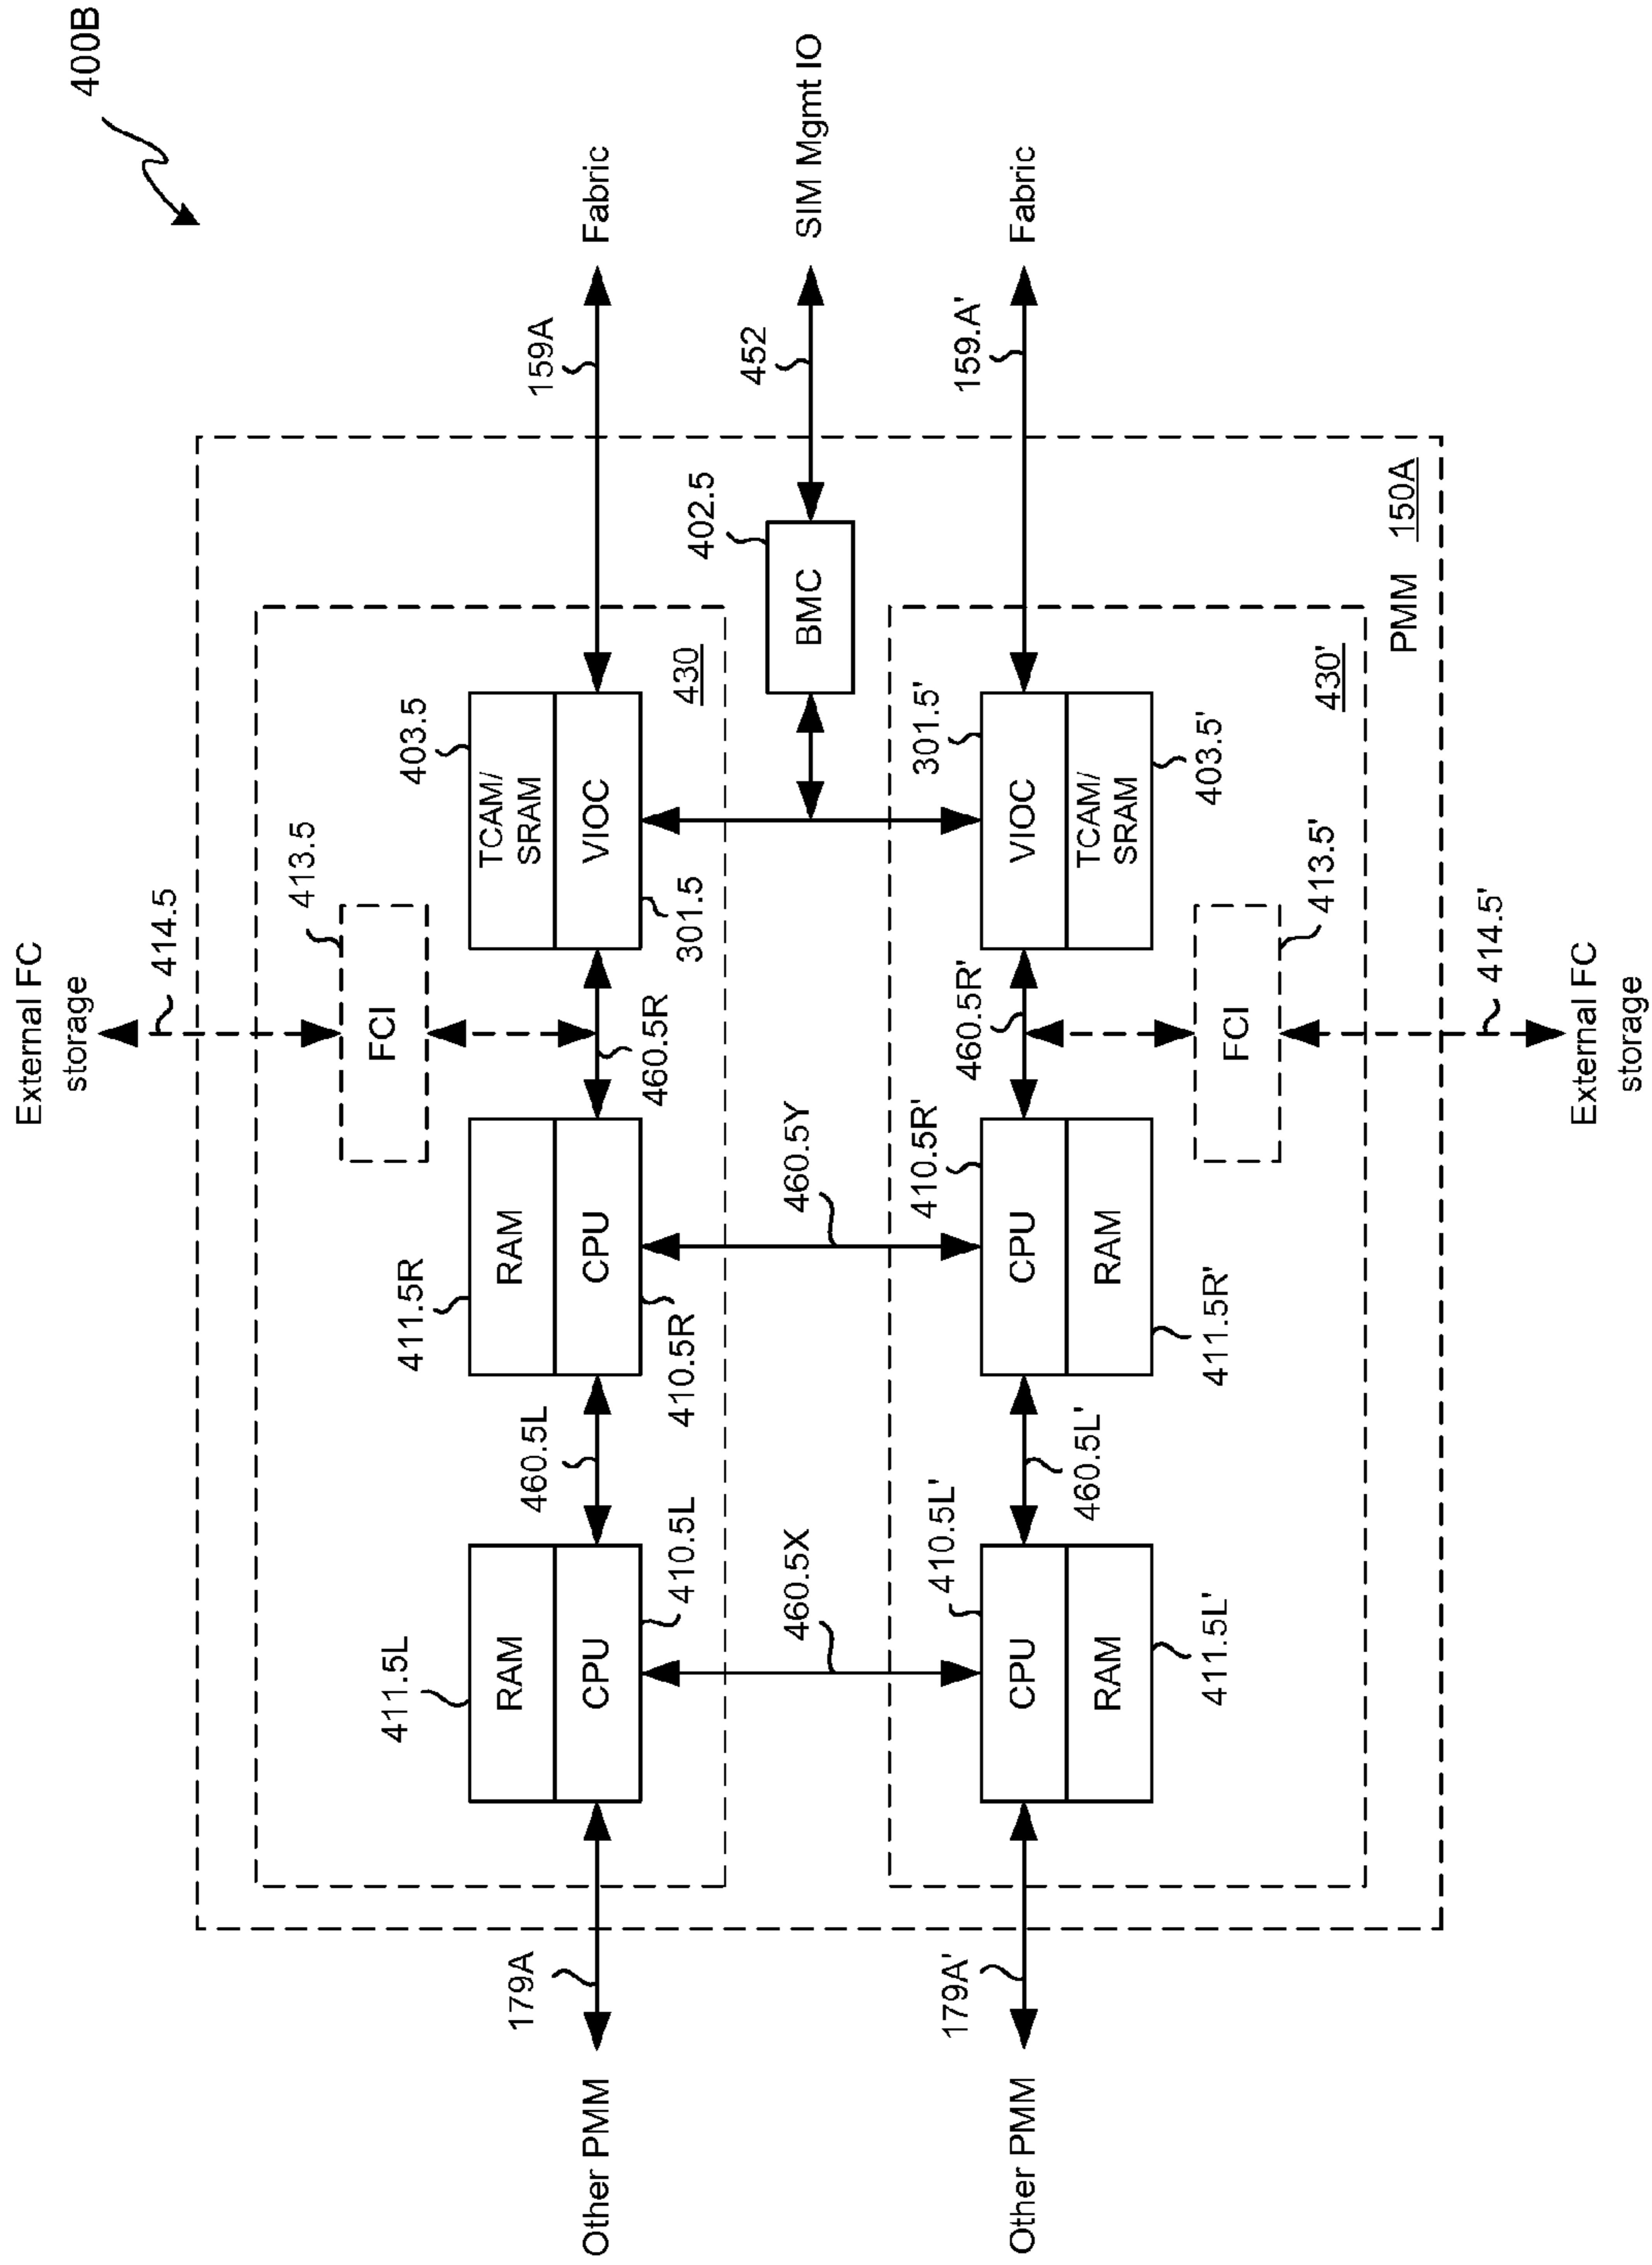 400B
External FC
storage
414.5
413.5
FCI
411.5L
411.5R
403.5
RAM
RAM
TCAM/
SRAM
Other PMM
179A
CPU
460.5L
CPU
460.5R
VIOC
159A
Fabric
410.5L
410.5R
301.5
430
402.5
460.5X
460.5Y
BMC
452
SIM Mgmt IO
410.5L'
410.5R'
460.5R'
301.5'
159.A'
Other PMM
179A'
CPU
CPU
VIOC
Fabric
460.5L'
RAM
RAM
TCAM/
SRAM
411.5L'
411.5R'
403.5'
FCI
413.5'
430'
PMM 150A
414.5'
External FC
storage